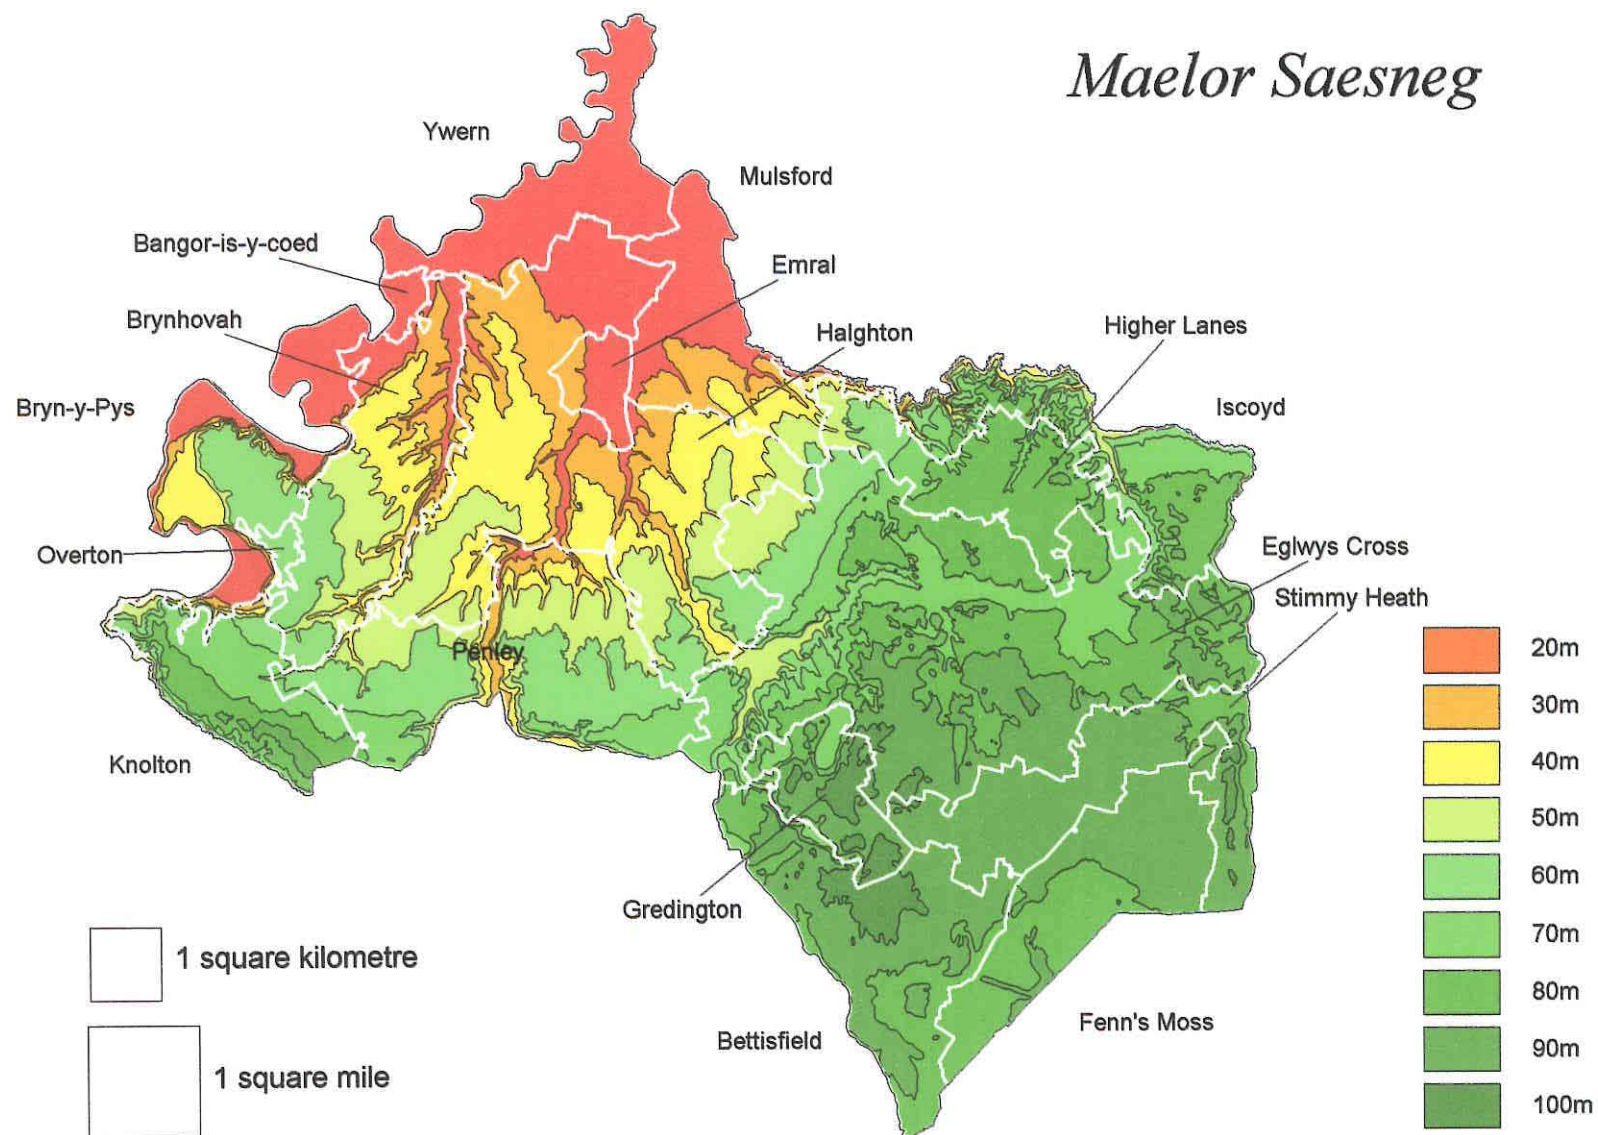 Maelor Saesneg
Ywern
Mulsford
Bangor-is-y-coed
Emral
Brynhovah
Halghton
Higher Lanes
Bryn-y-Pys
Iscoyd
Overton
Eglwys Cross
Stimmy Heath
Penley
Knolton
Gredington
Bettisfield
Fenn's Moss
1 square kilometre
1 square mile
20m
30m
40m
50m
60m
70m
80m
90m
100m